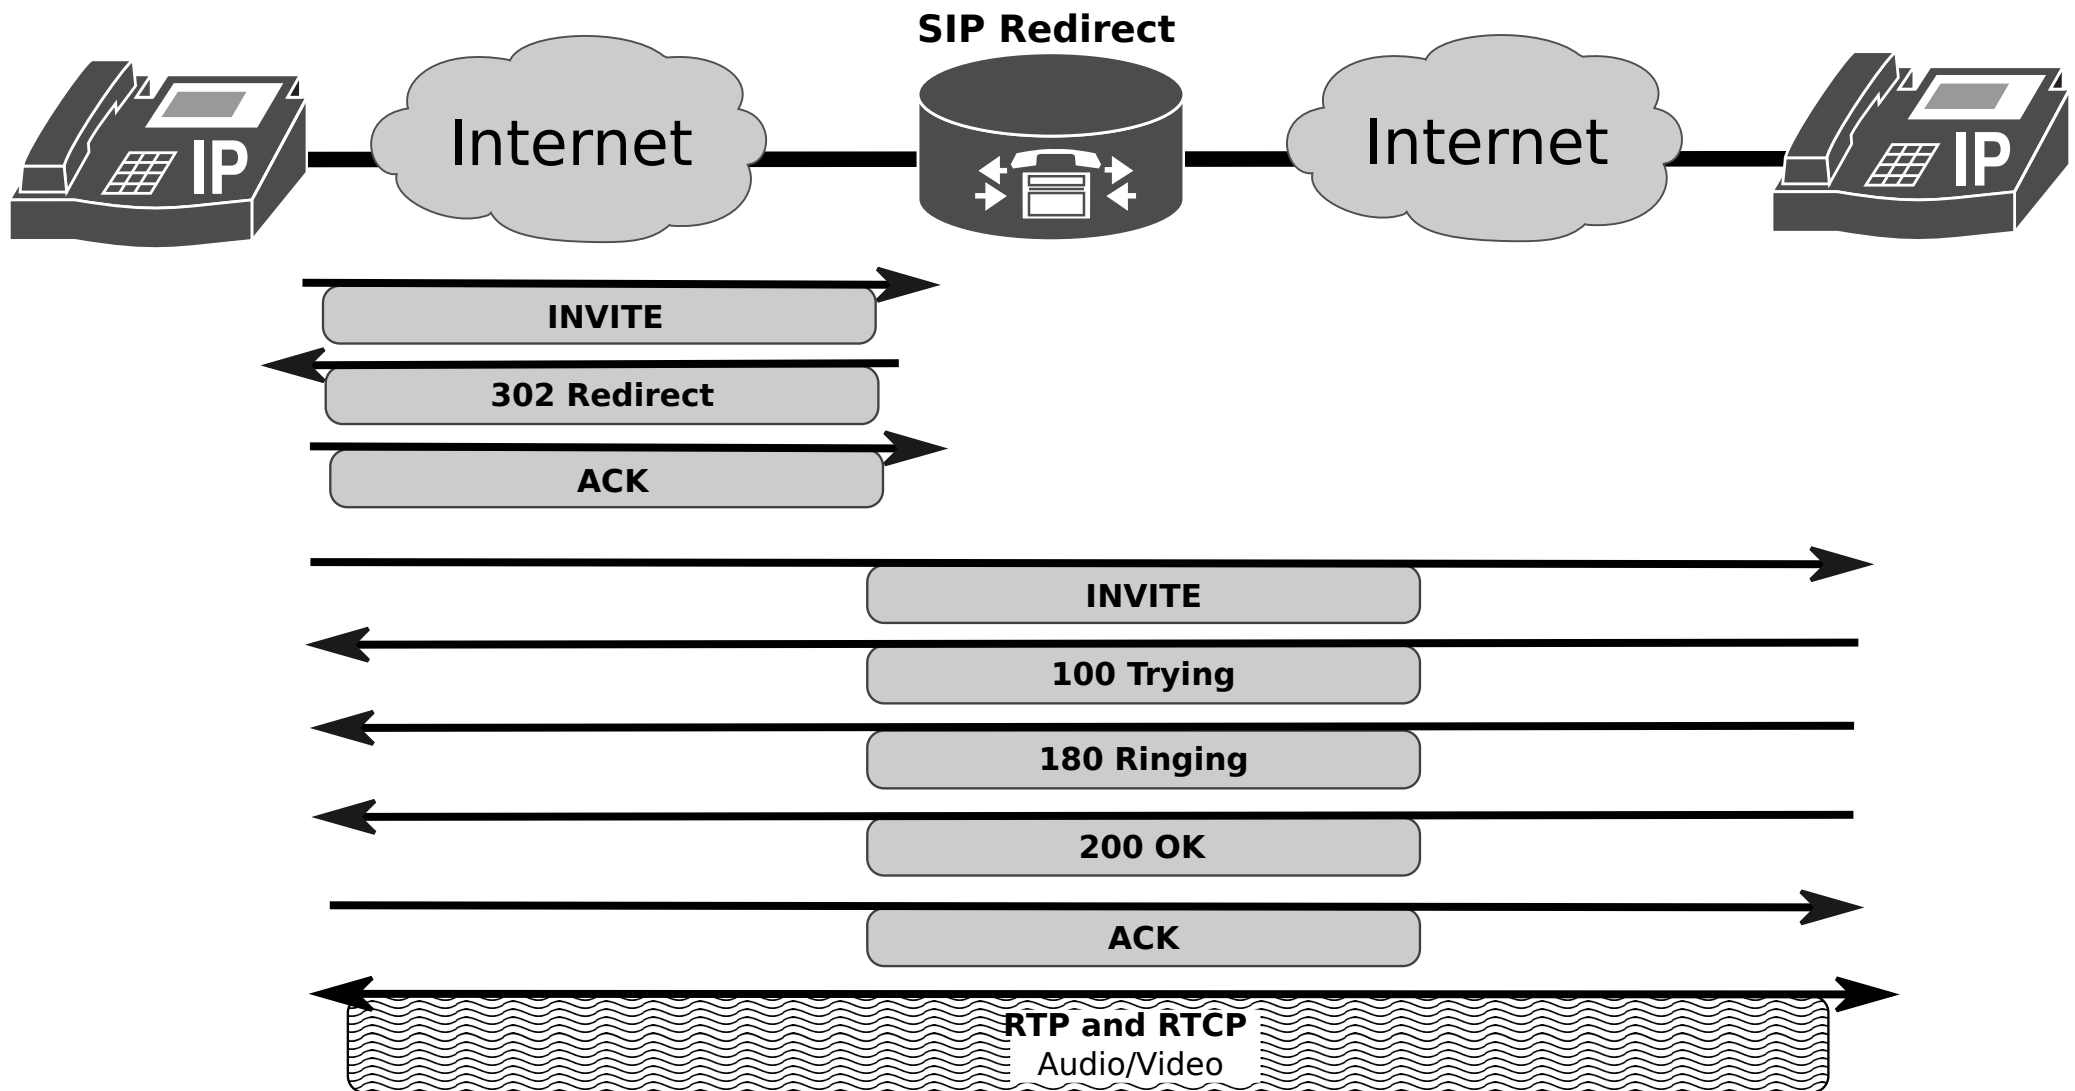 SIP Redirect
Internet
Internet
IP
IP
INVITE
302 Redirect
ACK
INVITE
100 Trying
180 Ringing
200 OK
ACK
RTP and RTCP
Audio/Video